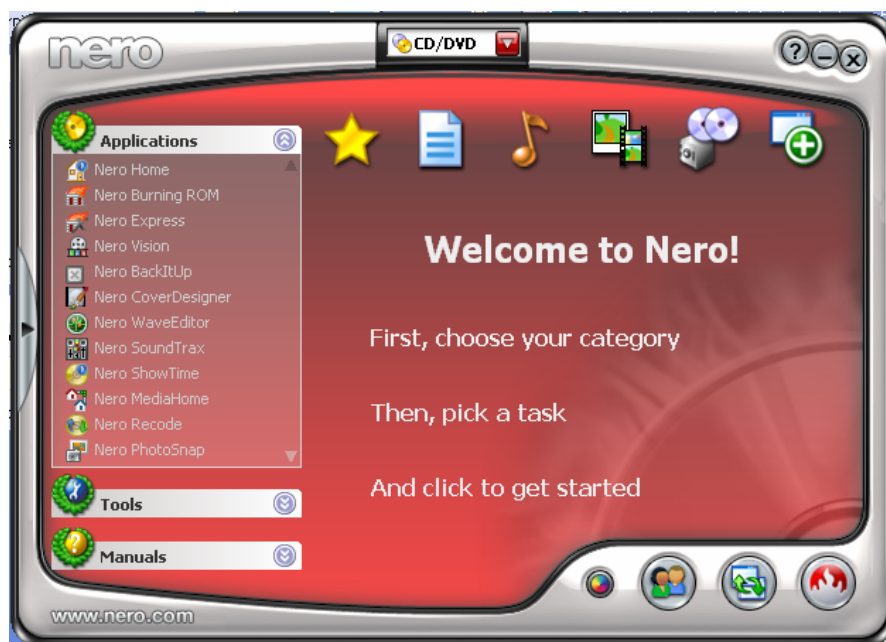 nero
CD/DVD
?
Applications
Nero Home
Nero Burning ROM
Nero Express
Nero Vision
Nero BackItUp
Nero CoverDesigner
Nero WaveEditor
Nero SoundTrax
Nero ShowTime
Nero MediaHome
Nero Recode
Nero PhotoSnap
Tools
Manuals
Welcome to Nero!
First, choose your category
Then, pick a task
And click to get started
www.nero.com